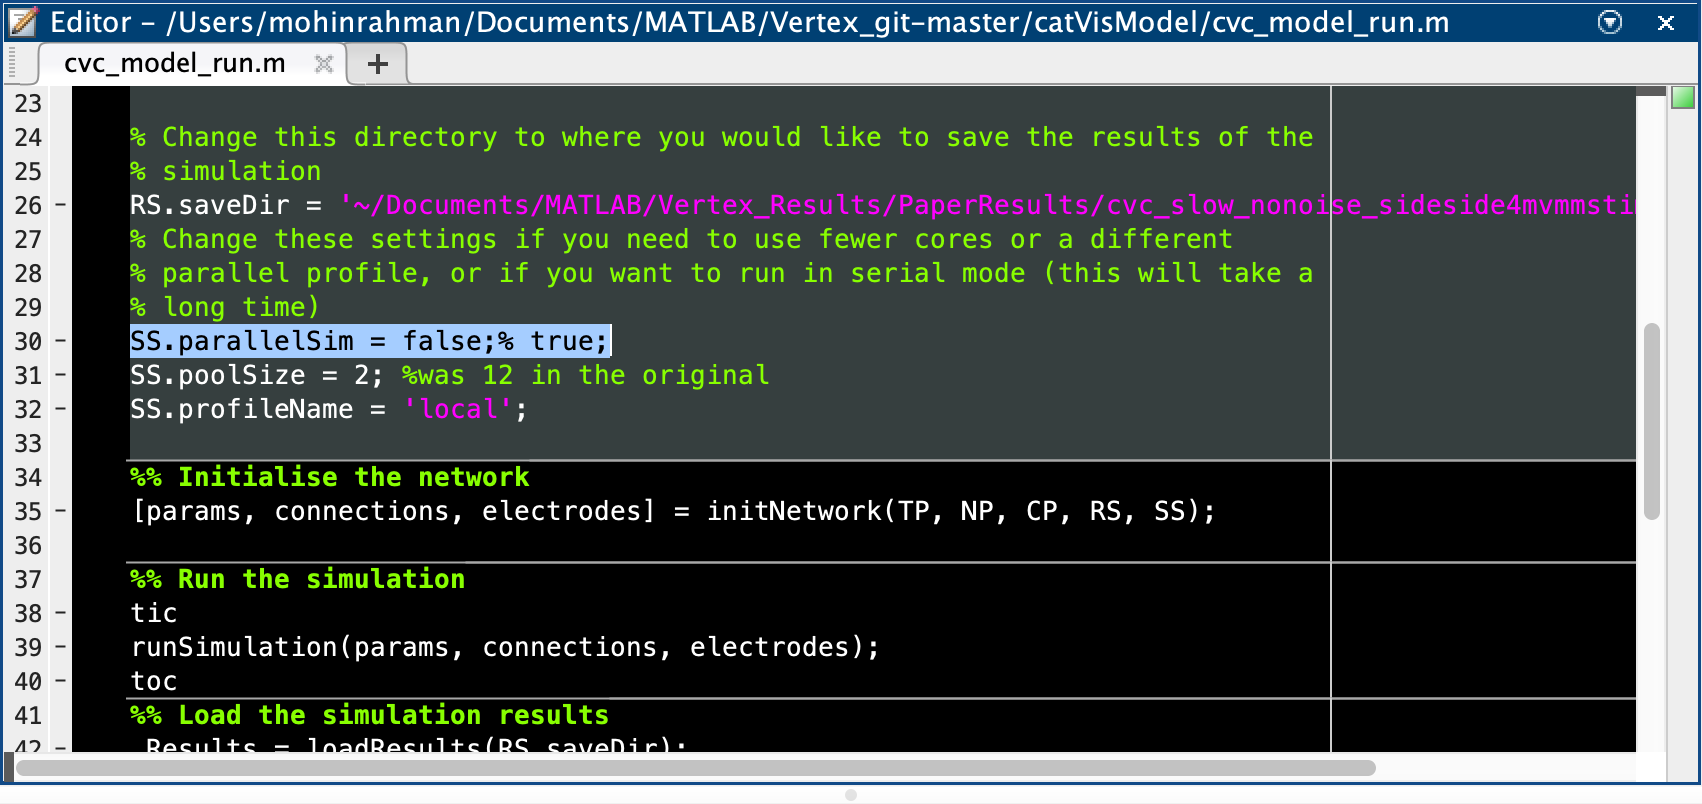 Editor - /Users/mohinrahman/Documents/MATLAB/Vertex_git-master/catVisModel/cvc_model_run.m
cvc_model_run.m
23
24 % Change this directory to where you would like to save the results of the
25 % simulation
26 - RS.saveDir = '~/Documents/MATLAB/Vertex_Results/PaperResults/cvc_slow_nonoise_sideside4mvmmsti
27 % Change these settings if you need to use fewer cores or a different
28 % parallel profile, or if you want to run in serial mode (this will take a
29 % long time)
30 - SS.parallelSim = false;% true;
31 - SS.poolSize = 2; %was 12 in the original
32 - SS.profileName = 'local';
33
34 %% Initialise the network
35 - [params, connections, electrodes] = initNetwork(TP, NP, CP, RS, SS);
36
37 %% Run the simulation
38 - tic
39 - runSimulation(params, connections, electrodes);
40 - toc
41 %% Load the simulation results
42 - Results = loadResults(RS.saveDir);